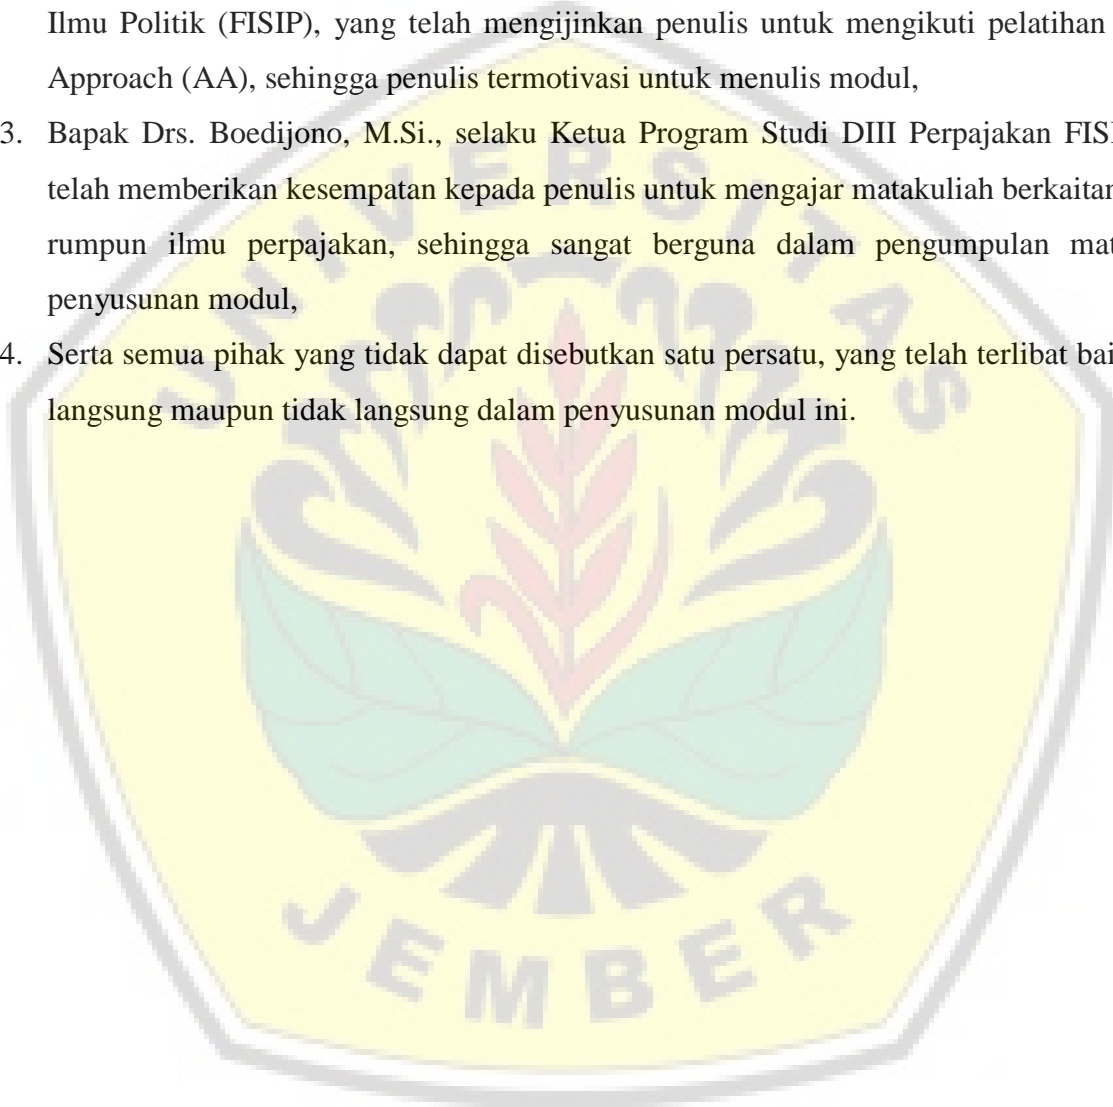 Ilmu Politik (FISIP), yang telah mengijinkan penulis untuk mengikuti pelatihan
Approach (AA), sehingga penulis termotivasi untuk menulis modul,
3. Bapak Drs. Boedijono, M.Si., selaku Ketua Program Studi DIII Perpajakan
telah memberikan kesempatan kepada penulis untuk mengajar matakuliah berkaitan
rumpun ilmu perpajakan, sehingga sangat berguna dalam pengumpulan
penyusunan modul,
4. Serta semua pihak yang tidak dapat disebutkan satu persatu, yang telah terlibat
langsung maupun tidak langsung dalam penyusunan modul ini.
UNIVERSITAS
JEMBER